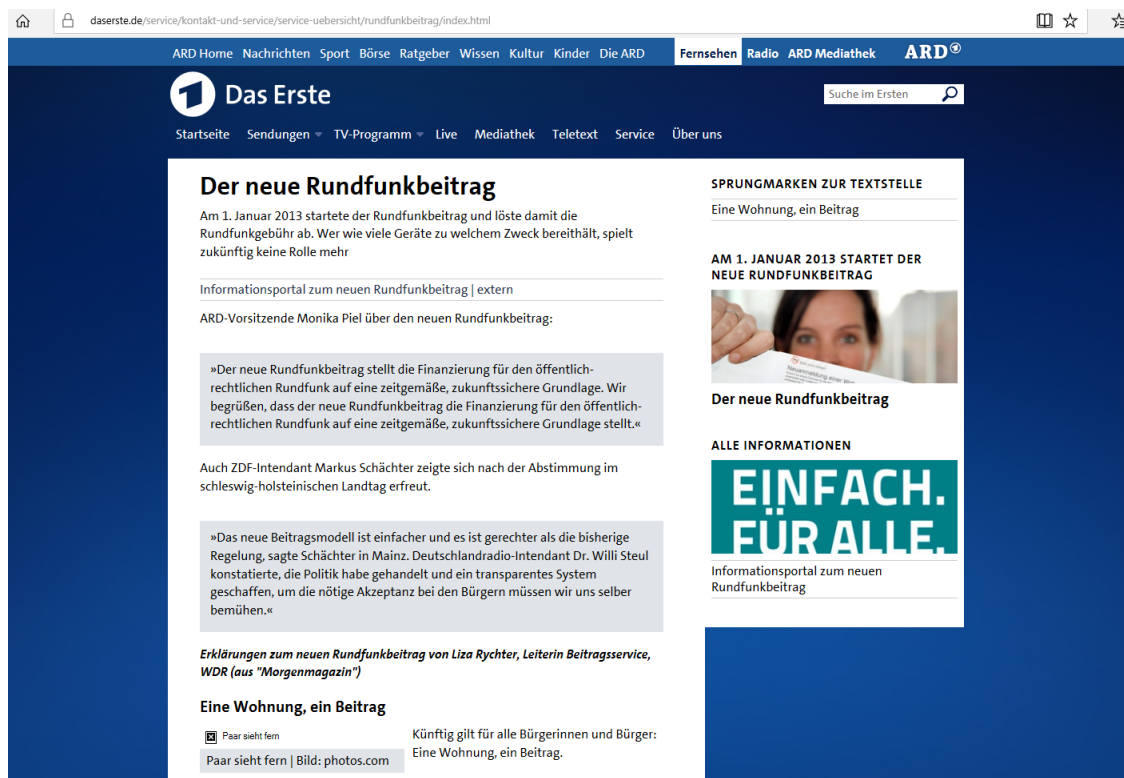 daserste.de/service/kontakt-und-service/service-uebersicht/rundfunkbeitrag/index.html
ARD Home Nachrichten Sport Börse Ratgeber Wissen Kultur Kinder Die ARD Fernsehen Radio ARD Mediathek ARD
1 Das Erste
Suche im Ersten
Startseite Sendungen TV-Programm Live Mediathek Teletext Service Über uns
Der neue Rundfunkbeitrag
Am 1. Januar 2013 startete der Rundfunkbeitrag und löste damit die
Rundfunkgebühr ab. Wer wie viele Geräte zu welchem Zweck bereithält, spielt
zukünftig keine Rolle mehr
Informationsportal zum neuen Rundfunkbeitrag | extern
ARD-Vorsitzende Monika Piel über den neuen Rundfunkbeitrag:
»Der neue Rundfunkbeitrag stellt die Finanzierung für den öffentlich-
rechtlichen Rundfunk auf eine zeitgemäße, zukunftssichere Grundlage. Wir
begrüßen, dass der neue Rundfunkbeitrag die Finanzierung für den öffentlich-
rechtlichen Rundfunk auf eine zeitgemäße, zukunftssichere Grundlage stellt.«
Auch ZDF-Intendant Markus Schächter zeigte sich nach der Abstimmung im
schleswig-holsteinischen Landtag erfreut.
»Das neue Beitragsmodell ist einfacher und es ist gerechter als die bisherige
Regelung, sagte Schächter in Mainz. Deutschlandradio-Intendant Dr. Willi Steul
konstatierte, die Politik habe gehandelt und ein transparentes System
geschaffen, um die nötige Akzeptanz bei den Bürgern müssen wir uns selber
bemühen.«
Erklärungen zum neuen Rundfunkbeitrag von Liza Rychter, Leiterin Beitragsservice,
WDR (aus "Morgenmagazin")
Eine Wohnung, ein Beitrag
Paar sieht fern
Paar sieht fern | Bild: photos.com
Künftig gilt für alle Bürgerinnen und Bürger:
Eine Wohnung, ein Beitrag.
SPRUNGMARKEN ZUR TEXTSTELLE
Eine Wohnung, ein Beitrag
AM 1. JANUAR 2013 STARTET DER
NEUE RUNDFUNKBEITRAG
Der neue Rundfunkbeitrag
ALLE INFORMATIONEN
EINFACH.
FÜR ALLE.
Informationsportal zum neuen
Rundfunkbeitrag